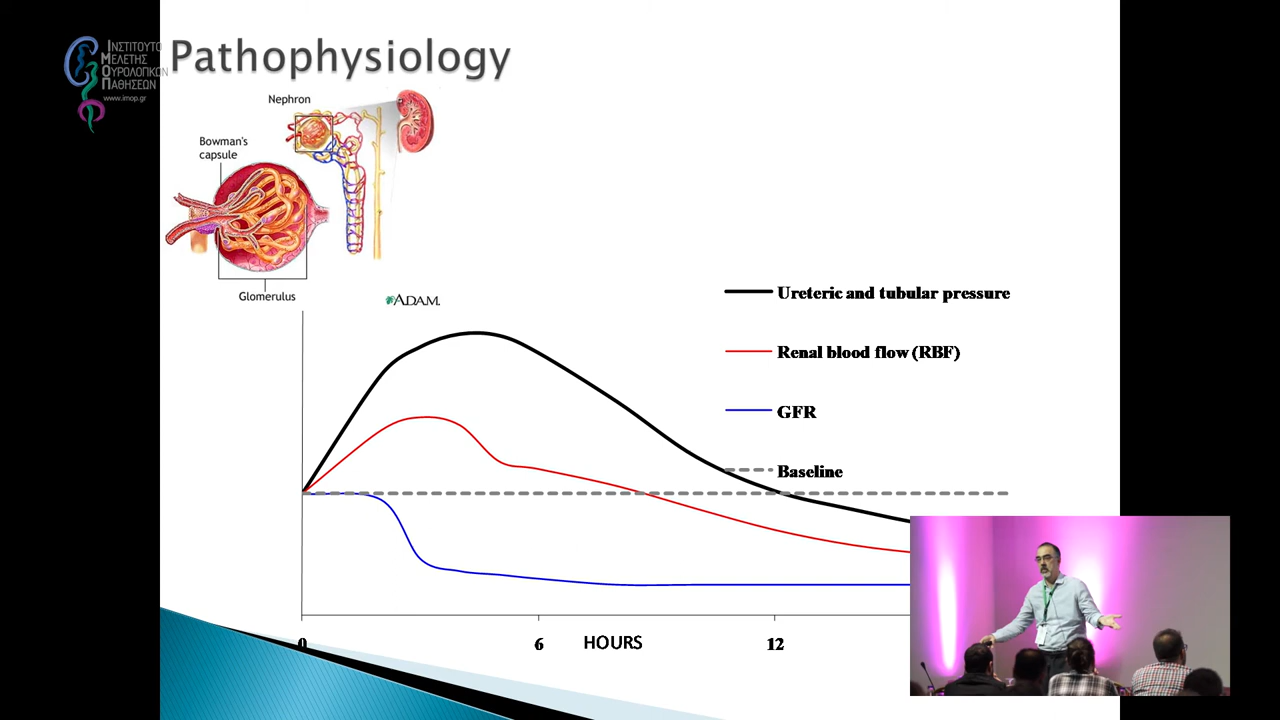 ΙΝΣΤΙΤΟΥΤΟ
ΜΕΛΕΤΗΣ
ΟΥΡΟΛΟΓΙΚΩΝ
ΠΑΘΗΣΕΩΝ
www.imop.gr
Pathophysiology
Nephron
Bowman's
capsule
Glomerulus
ADAM.
Ureteric and tubular pressure
Renal blood flow (RBF)
GFR
Baseline
0 6 HOURS 12